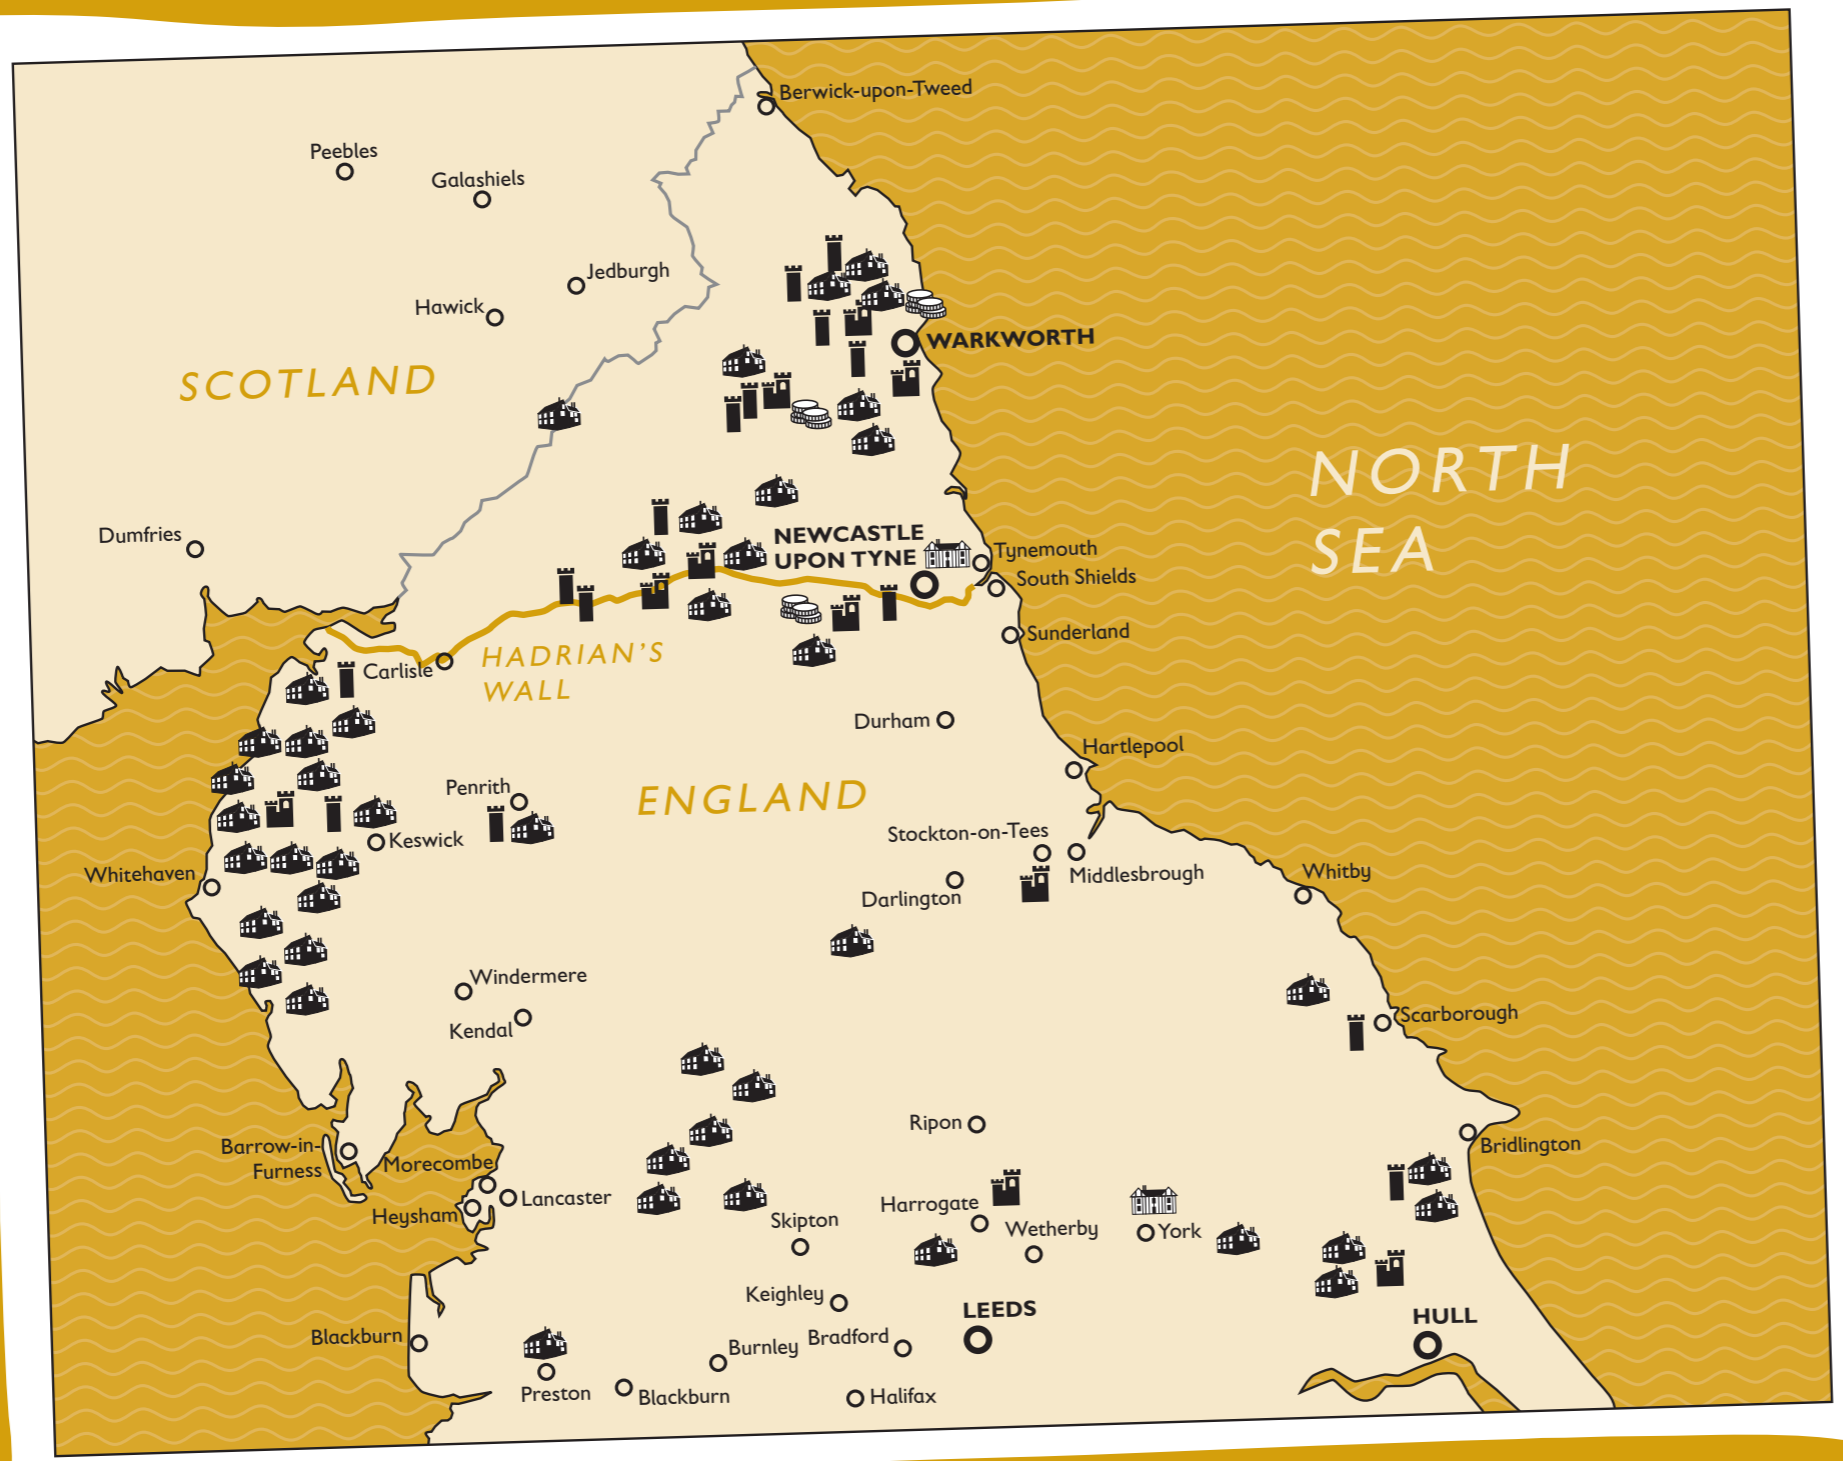 Berwick-upon-Tweed
Peebles
Galashiels
Jedburgh
Hawick
WARKWORTH
SCOTLAND
NORTH
SEA
Dumfries
NEWCASTLE
UPON TYNE
Tynemouth
South Shields
Sunderland
HADRIAN'S
WALL
Carlisle
Durham
Hartlepool
Penrith
ENGLAND
Keswick
Stockton-on-Tees
Middlesbrough
Whitehaven
Darlington
Whitby
Windermere
Kendal
Scarborough
Ripon
Barrow-in-
Furness
Morecombe
Bridlington
Heysham
Lancaster
Harrogate
Skipton
Wetherby
York
Keighley
LEEDS
HULL
Blackburn
Burnley
Bradford
Preston
Blackburn
Halifax